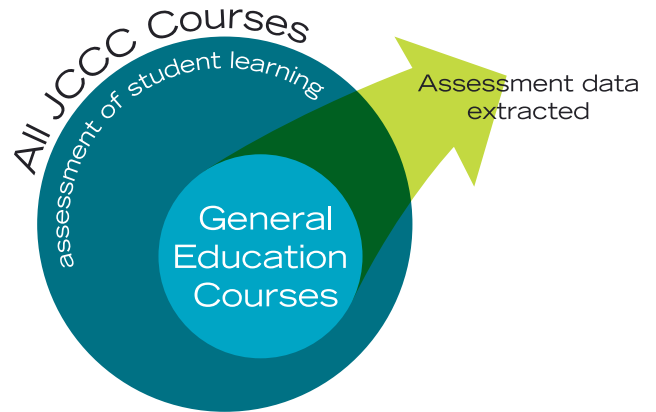 All JCCC Courses
assessment of student learning
Assessment data
extracted
General
Education
Courses